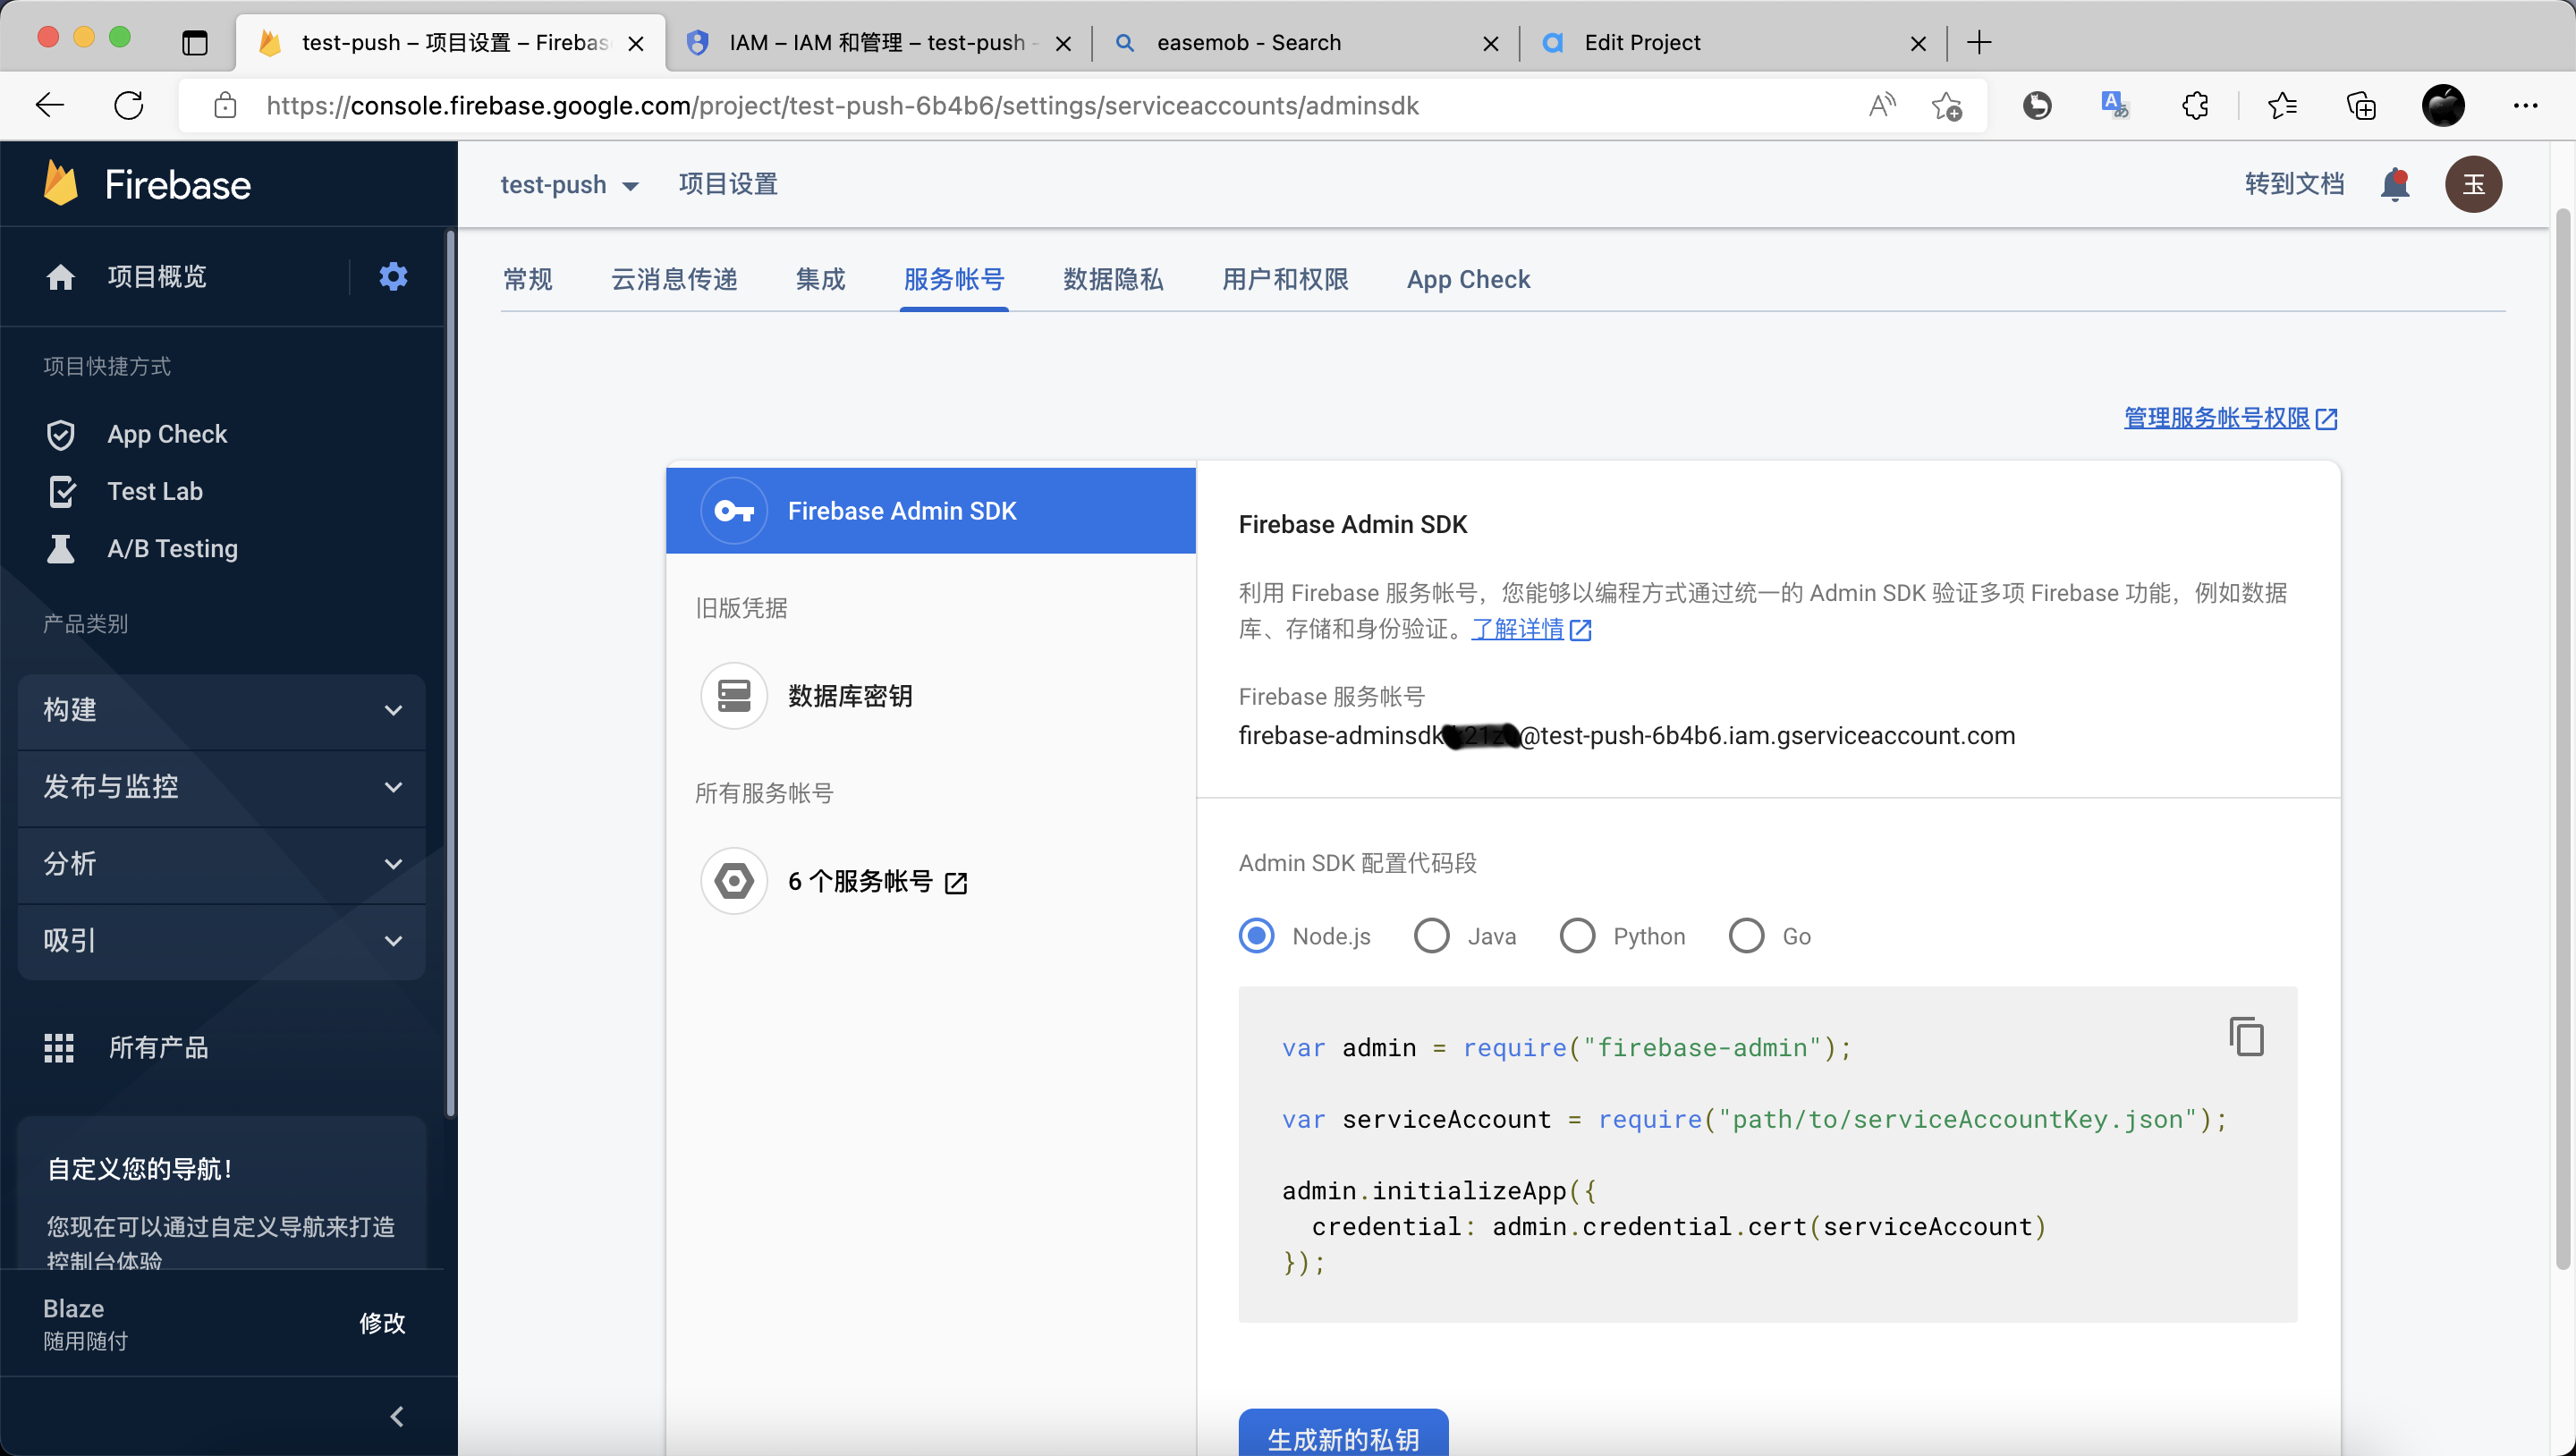 test-push – 项目设置 – Firebas
IAM – IAM 和管理 – test-push -
easemob - Search
Edit Project
https://console.firebase.google.com/project/test-push-6b4b6/settings/serviceaccounts/adminsdk
Firebase
test-push
项目设置
转到文档
玉
项目概览
常规
云消息传递
集成
服务帐号
数据隐私
用户和权限
App Check
项目快捷方式
App Check
Test Lab
A/B Testing
产品类别
构建
发布与监控
分析
吸引
所有产品
自定义您的导航！
您现在可以通过自定义导航来打造
控制台体验
Blaze
随用随付
修改
管理服务帐号权限
Firebase Admin SDK
旧版凭据
数据库密钥
所有服务帐号
6 个服务帐号
Firebase Admin SDK
利用 Firebase 服务帐号，您能够以编程方式通过统一的 Admin SDK 验证多项 Firebase 功能，例如数据
库、存储和身份验证。了解详情
Firebase 服务帐号
firebase-adminsdk @test-push-6b4b6.iam.gserviceaccount.com
Admin SDK 配置代码段
Node.js
Java
Python
Go
var admin = require("firebase-admin");
var serviceAccount = require("path/to/serviceAccountKey.json");
admin.initializeApp({
  credential: admin.credential.cert(serviceAccount)
});
生成新的私钥